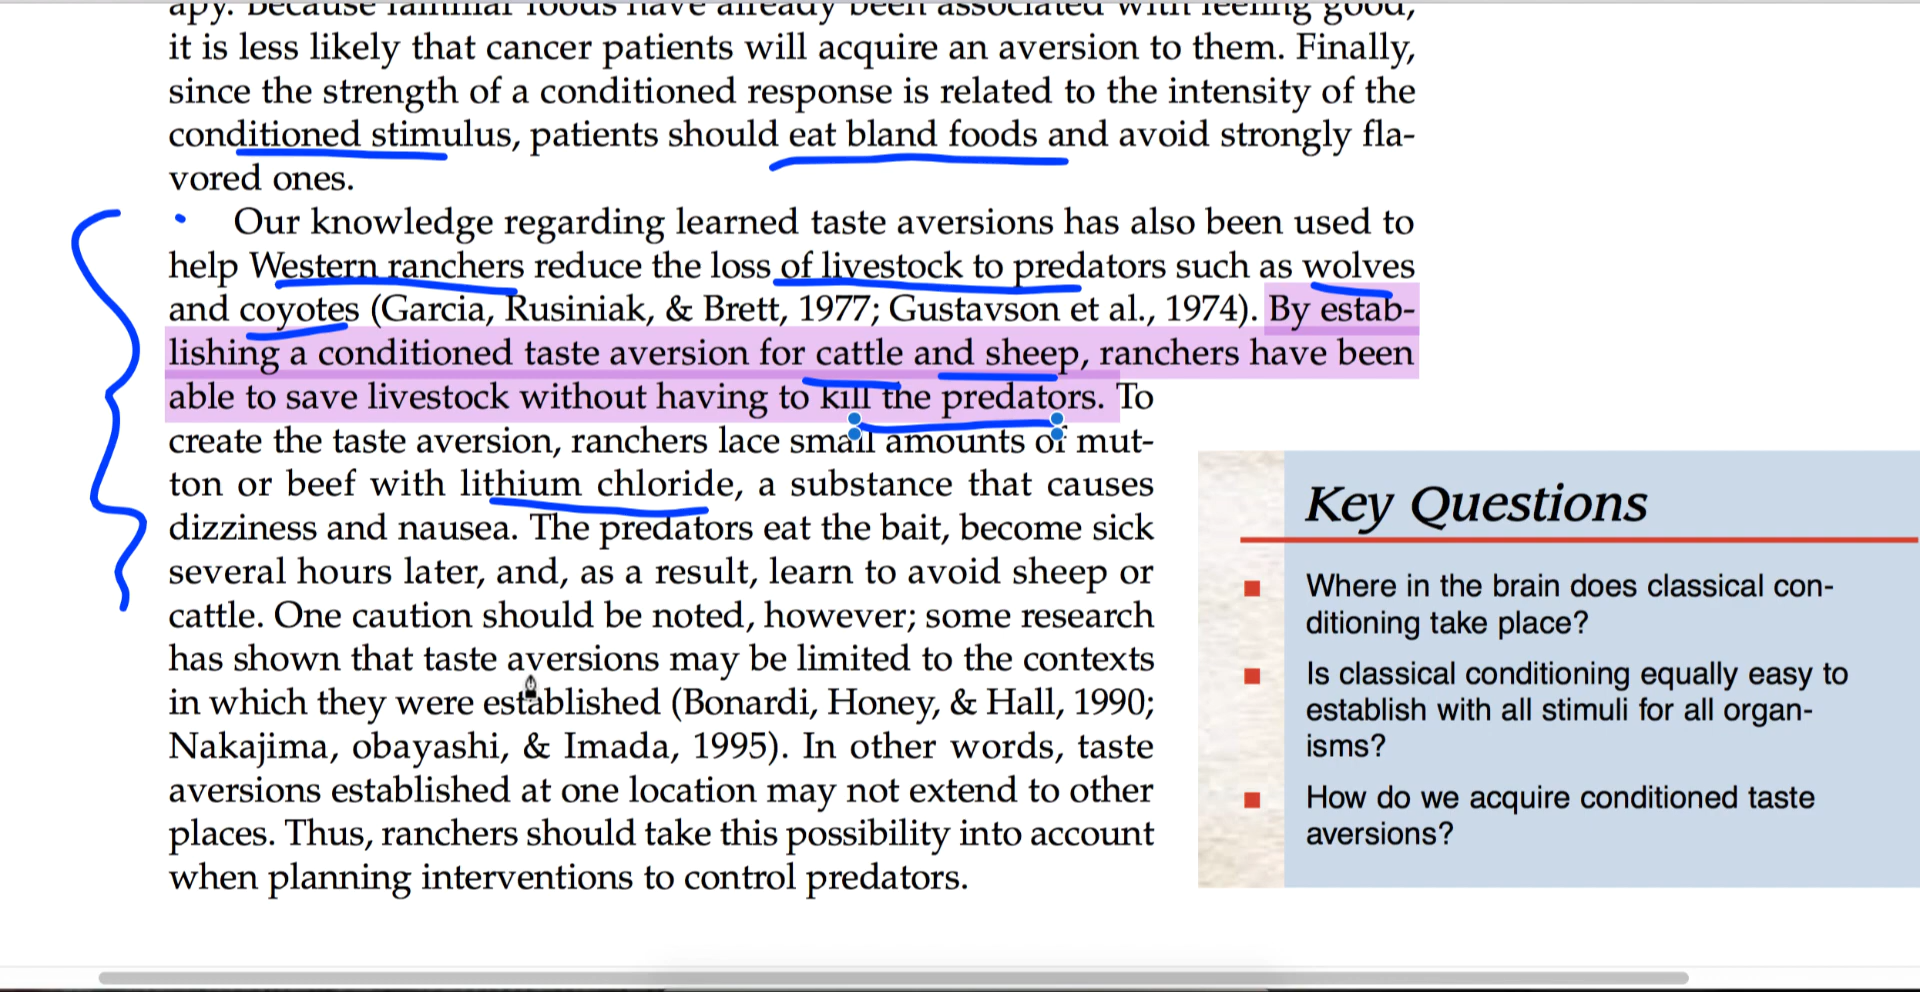 apy. Because familiar foods have already been associated with feeling good,
it is less likely that cancer patients will acquire an aversion to them. Finally,
since the strength of a conditioned response is related to the intensity of the
conditioned stimulus, patients should eat bland foods and avoid strongly fla-
vored ones.
Our knowledge regarding learned taste aversions has also been used to
help Western ranchers reduce the loss of livestock to predators such as wolves
and coyotes (Garcia, Rusiniak, & Brett, 1977; Gustavson et al., 1974). By estab-
lishing a conditioned taste aversion for cattle and sheep, ranchers have been
able to save livestock without having to kill the predators. To
create the taste aversion, ranchers lace small amounts of mut-
ton or beef with lithium chloride, a substance that causes
dizziness and nausea. The predators eat the bait, become sick
several hours later, and, as a result, learn to avoid sheep or
cattle. One caution should be noted, however; some research
has shown that taste aversions may be limited to the contexts
in which they were established (Bonardi, Honey, & Hall, 1990;
Nakajima, obayashi, & Imada, 1995). In other words, taste
aversions established at one location may not extend to other
places. Thus, ranchers should take this possibility into account
when planning interventions to control predators.
Key Questions
Where in the brain does classical con-
ditioning take place?
Is classical conditioning equally easy to
establish with all stimuli for all organ-
isms?
How do we acquire conditioned taste
aversions?